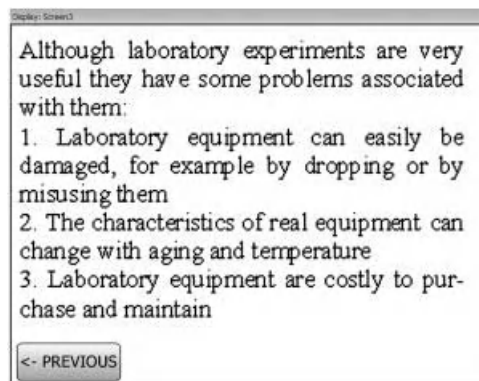 Display: Screen3
Although laboratory experiments are very
useful they have some problems associated
with them:
1. Laboratory equipment can easily be
damaged, for example by dropping or by
misusing them
2. The characteristics of real equipment can
change with aging and temperature
3. Laboratory equipment are costly to pur-
chase and maintain
<- PREVIOUS